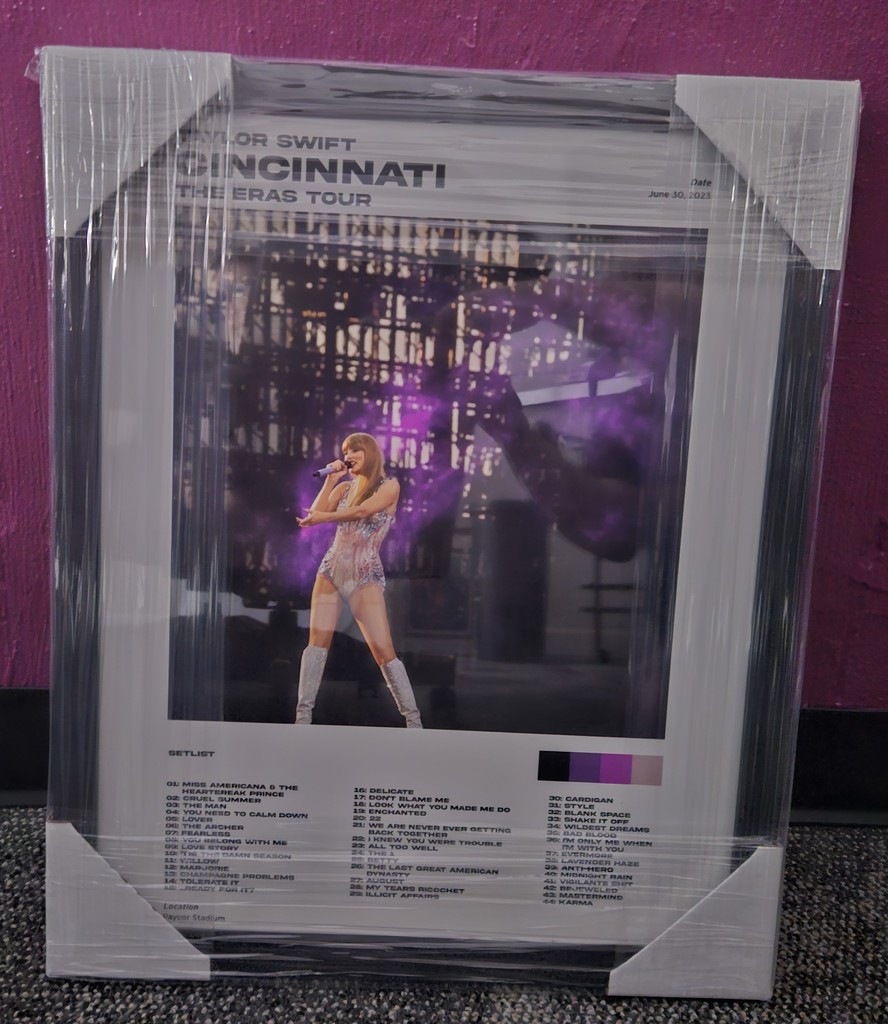 TAYLOR SWIFT
CINCINNATI
THE ERAS TOUR
Date
June 30, 2023
SETLIST
01: MISS AMERICANA & THE
HEARTBREAK PRINCE
02: CRUEL SUMMER
03: THE MAN
04: YOU NEED TO CALM DOWN
05: LOVER
06: THE ARCHER
07: FEARLESS
08: YOU BELONG WITH ME
09: LOVE STORY
10: 'TIS THE DAMN SEASON
11: WILLOW
12: MARJORIE
13: CHAMPAGNE PROBLEMS
14: TOLERATE IT
15: ...READY FOR IT?
16: DELICATE
17: DON'T BLAME ME
18: LOOK WHAT YOU MADE ME DO
19: ENCHANTED
20: 22
21: WE ARE NEVER EVER GETTING
BACK TOGETHER
22: I KNEW YOU WERE TROUBLE
23: ALL TOO WELL
24: THE 1
25: BETTY
26: THE LAST GREAT AMERICAN
DYNASTY
27: AUGUST
28: MY YEARS RICOCHET
29: ILLICIT AFFAIRS
30: CARDIGAN
31: STYLE
32: BLANK SPACE
33: SHAKE IT OFF
34: WILDEST DREAMS
35: BAD BLOOD
36: I'M ONLY ME WHEN
I'M WITH YOU
37: EVERMORE
38: LAVENDER HAZE
39: ANTI-HERO
40: MIDNIGHT RAIN
41: VIGILANTE SHIT
42: BEJEWELED
43: MASTERMIND
44: KARMA
Location
Paycor Stadium